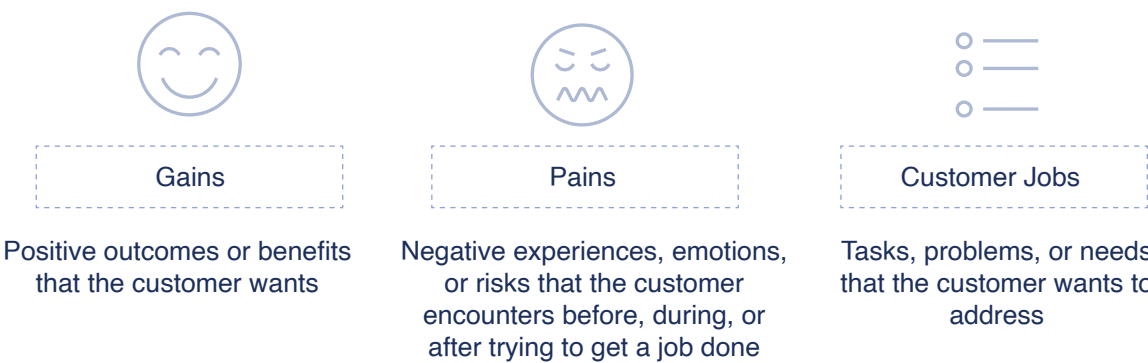 Gains
Positive outcomes or benefits
that the customer wants
Pains
Negative experiences, emotions,
or risks that the customer
encounters before, during, or
after trying to get a job done
Customer Jobs
Tasks, problems, or needs
that the customer wants to
address